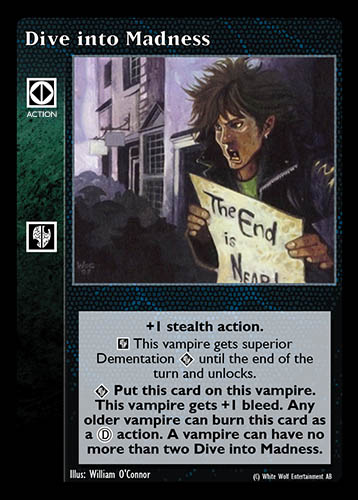 Dive into Madness
ACTION
The End
is
Near!
+1 stealth action.
This vampire gets superior
Dementation until the end of the
turn and unlocks.
Put this card on this vampire.
This vampire gets +1 bleed. Any
older vampire can burn this card as
a D action. A vampire can have no
more than two Dive into Madness.
Illus: William O'Connor
(C) White Wolf Entertainment AB